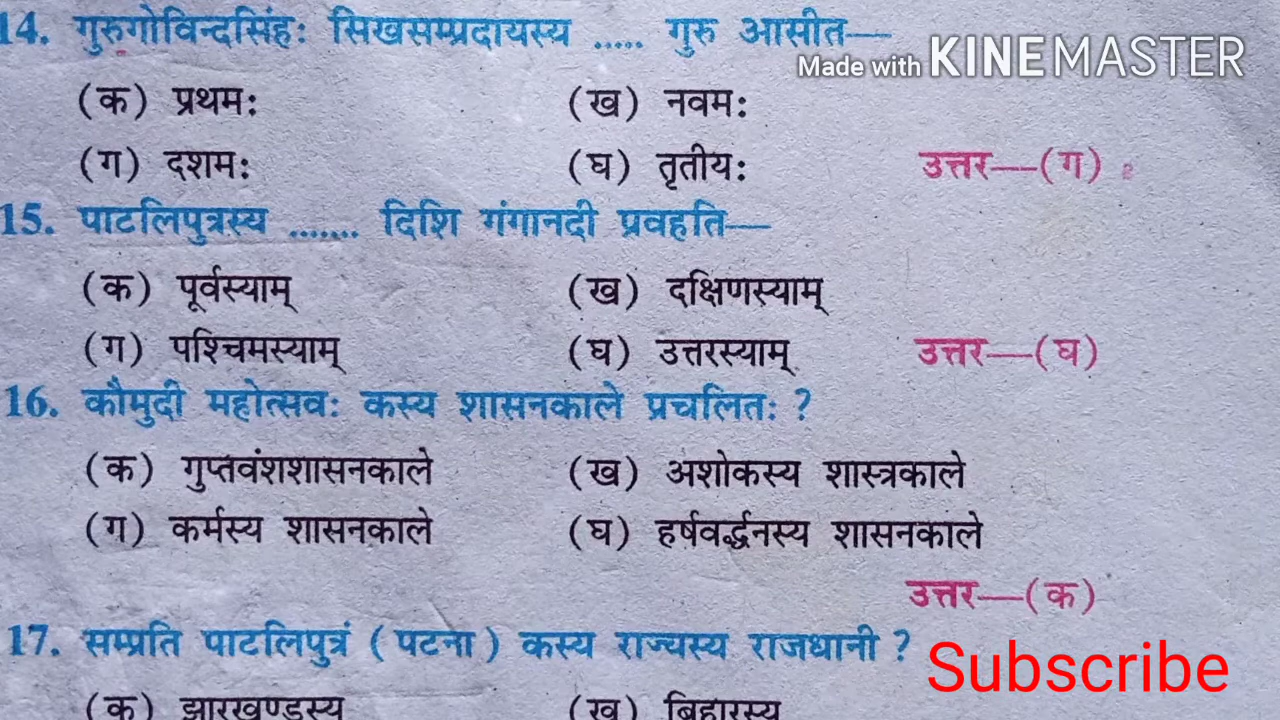 14. गुरुगोविन्दसिंहः सिखसम्प्रदायस्य ..... गुरु आसीत—
Made with KINEMASTER
(क) प्रथमः (ख) नवमः
(ग) दशमः (घ) तृतीयः उत्तर—(ग)
15. पाटलिपुत्रस्य ....... दिशि गंगानदी प्रवहति—
(क) पूर्वस्याम् (ख) दक्षिणस्याम्
(ग) पश्चिमस्याम् (घ) उत्तरस्याम् उत्तर—(घ)
16. कौमुदी महोत्सवः कस्य शासनकाले प्रचलितः ?
(क) गुप्तवंशशासनकाले (ख) अशोकस्य शास्त्रकाले
(ग) कर्मस्य शासनकाले (घ) हर्षवर्द्धनस्य शासनकाले
उत्तर—(क)
17. सम्प्रति पाटलिपुत्रं (पटना) कस्य राज्यस्य राजधानी ?
Subscribe
(क) झारखण्डस्य (ख) बिहारस्य